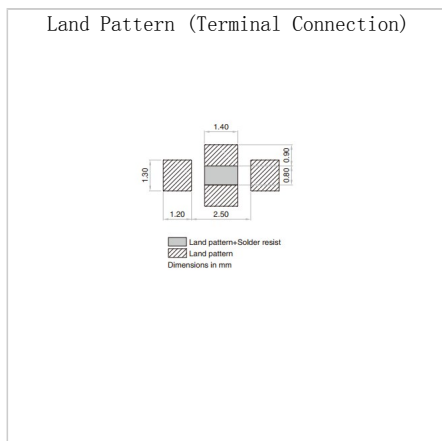 Land Pattern (Terminal Connection)
1.40
0.90
1.30
0.80
1.20 2.50
Land pattern+Solder resist
Land pattern
Dimensions in mm